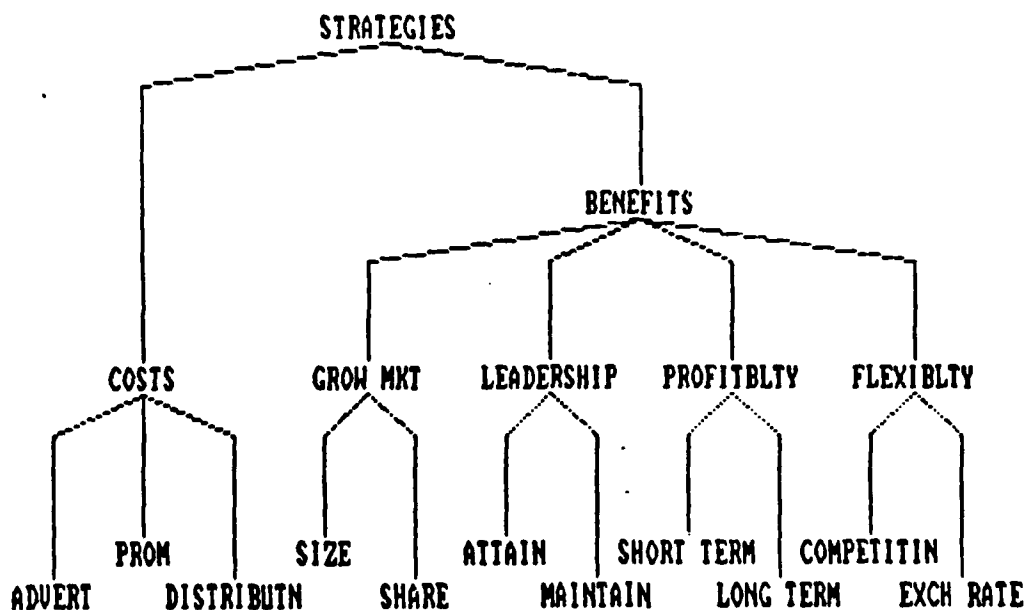 STRATEGIES
BENEFITS
COSTS GROW MKT LEADERSHIP PROFITBLTY FLEXIBLTY
PROM SIZE ATTAIN SHORT TERM COMPETITIN
ADVERT DISTRIBUTN SHARE MAINTAIN LONG TERM EXCH RATE